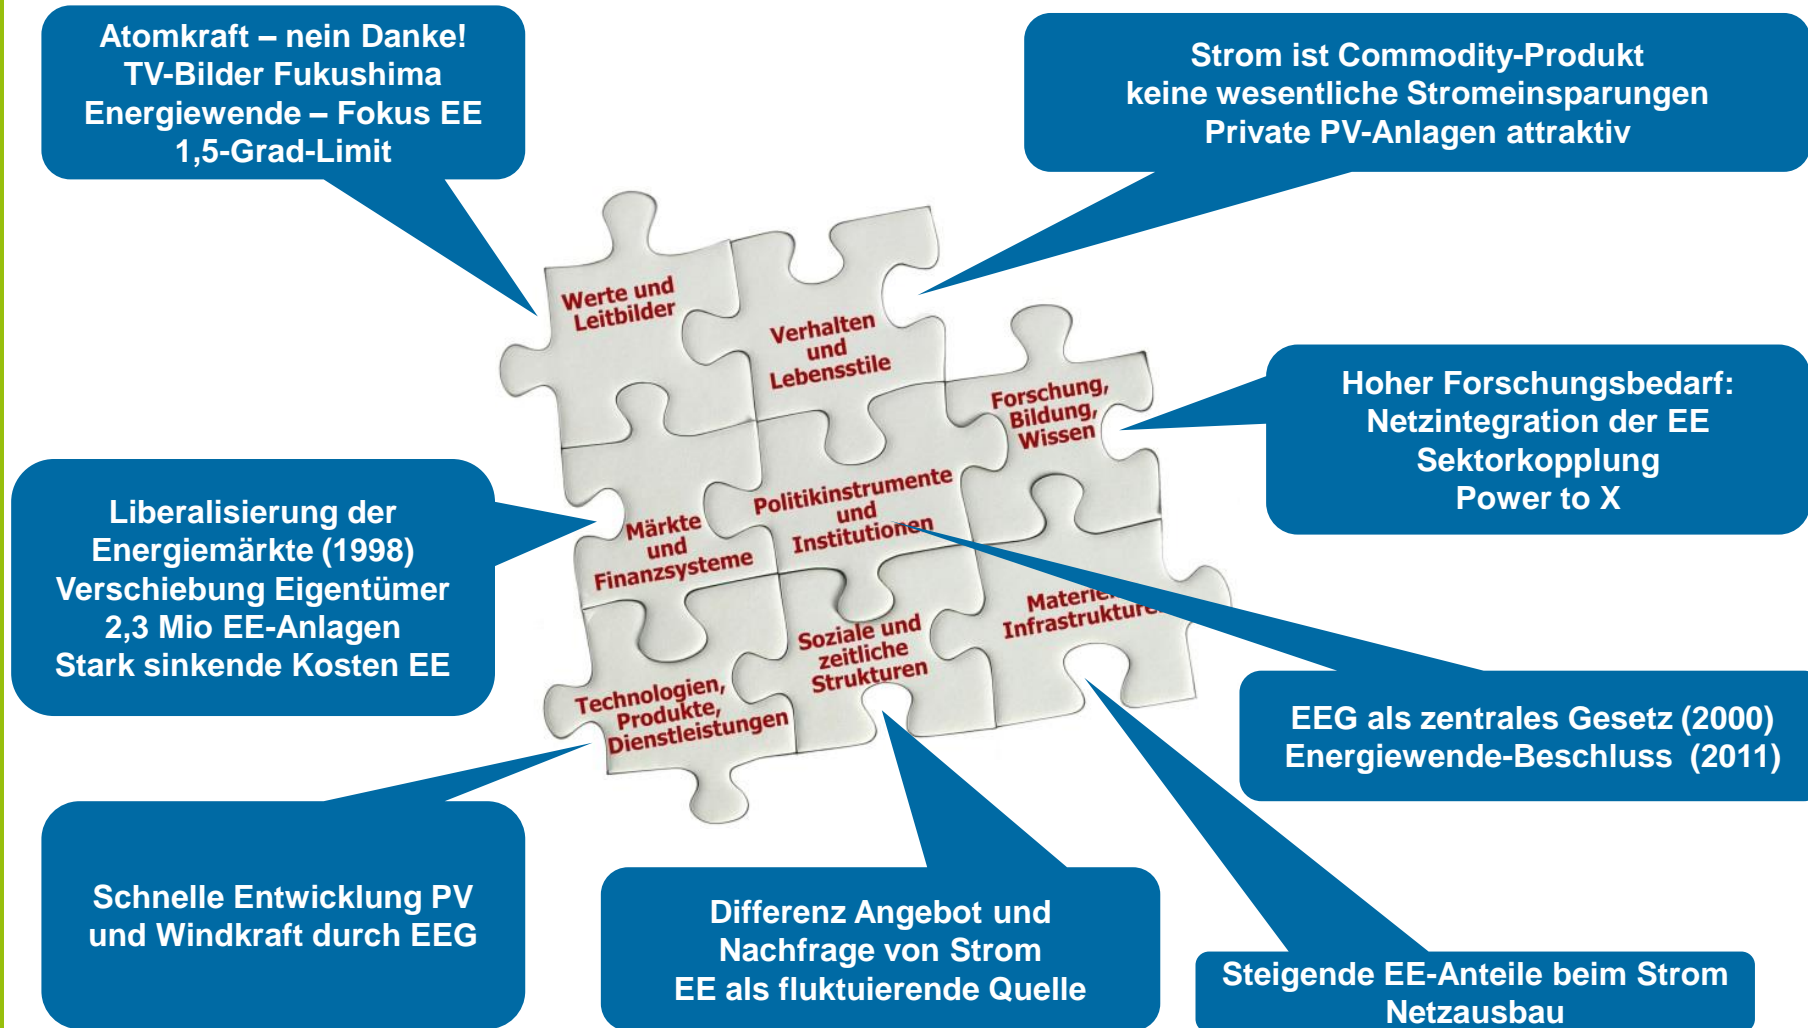 Atomkraft – nein Danke!
TV-Bilder Fukushima
Energiewende – Fokus EE
1,5-Grad-Limit
Strom ist Commodity-Produkt
keine wesentliche Stromeinsparungen
Private PV-Anlagen attraktiv
Werte und
Leitbilder
Verhalten
und
Lebensstile
Forschung,
Bildung,
Wissen
Hoher Forschungsbedarf:
Netzintegration der EE
Sektorkopplung
Power to X
Liberalisierung der
Energiemärkte (1998)
Verschiebung Eigentümer
2,3 Mio EE-Anlagen
Stark sinkende Kosten EE
Märkte
und
Finanzsysteme
Politikinstrumente
und
Institutionen
Soziale und
zeitliche
Strukturen
Technologien,
Produkte,
Dienstleistungen
EEG als zentrales Gesetz (2000)
Energiewende-Beschluss (2011)
Schnelle Entwicklung PV
und Windkraft durch EEG
Differenz Angebot und
Nachfrage von Strom
EE als fluktuierende Quelle
Steigende EE-Anteile beim Strom
Netzausbau